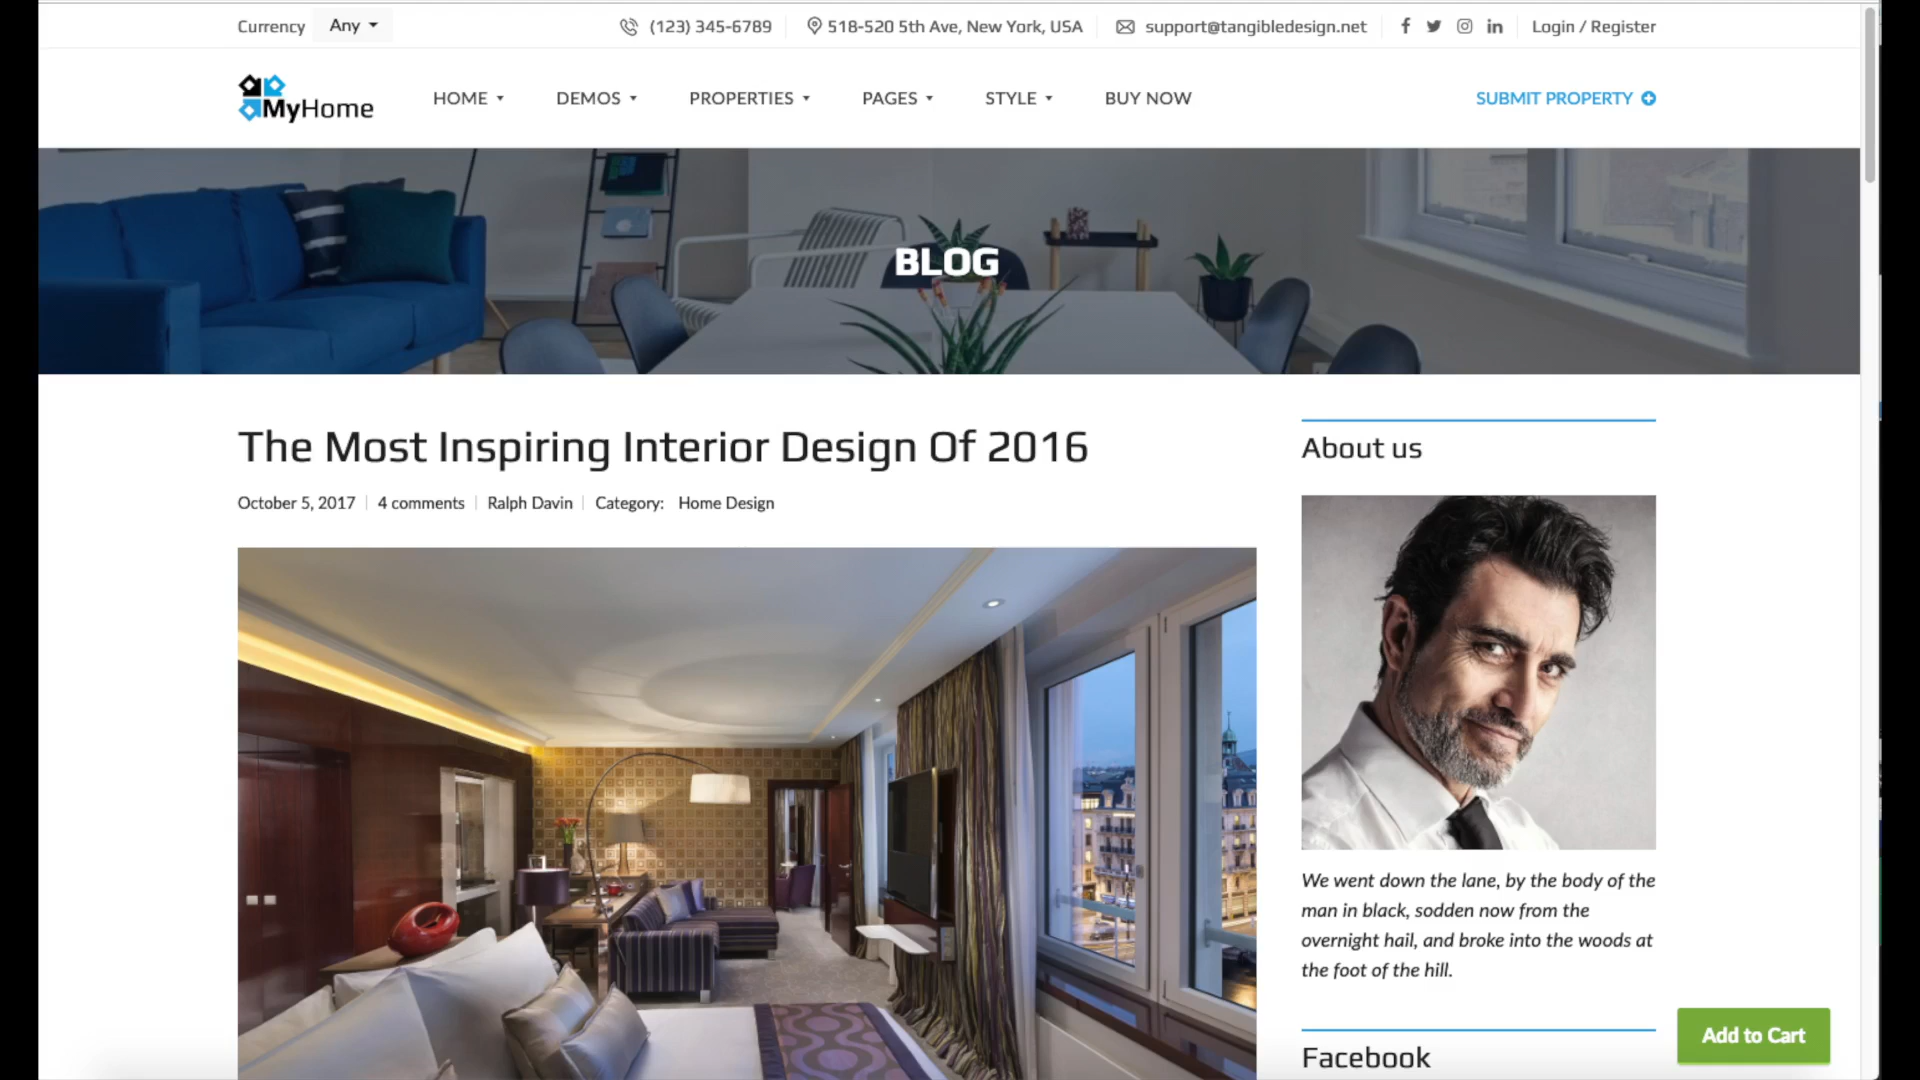 Currency Any (123) 345-6789 518-520 5th Ave, New York, USA support@tangibledesign.net Login / Register
MyHome HOME DEMOS PROPERTIES PAGES STYLE BUY NOW SUBMIT PROPERTY
BLOG
The Most Inspiring Interior Design Of 2016
October 5, 2017 4 comments Ralph Davin Category: Home Design
About us
We went down the lane, by the body of the
man in black, sodden now from the
overnight hail, and broke into the woods at
the foot of the hill.
Facebook
Add to Cart